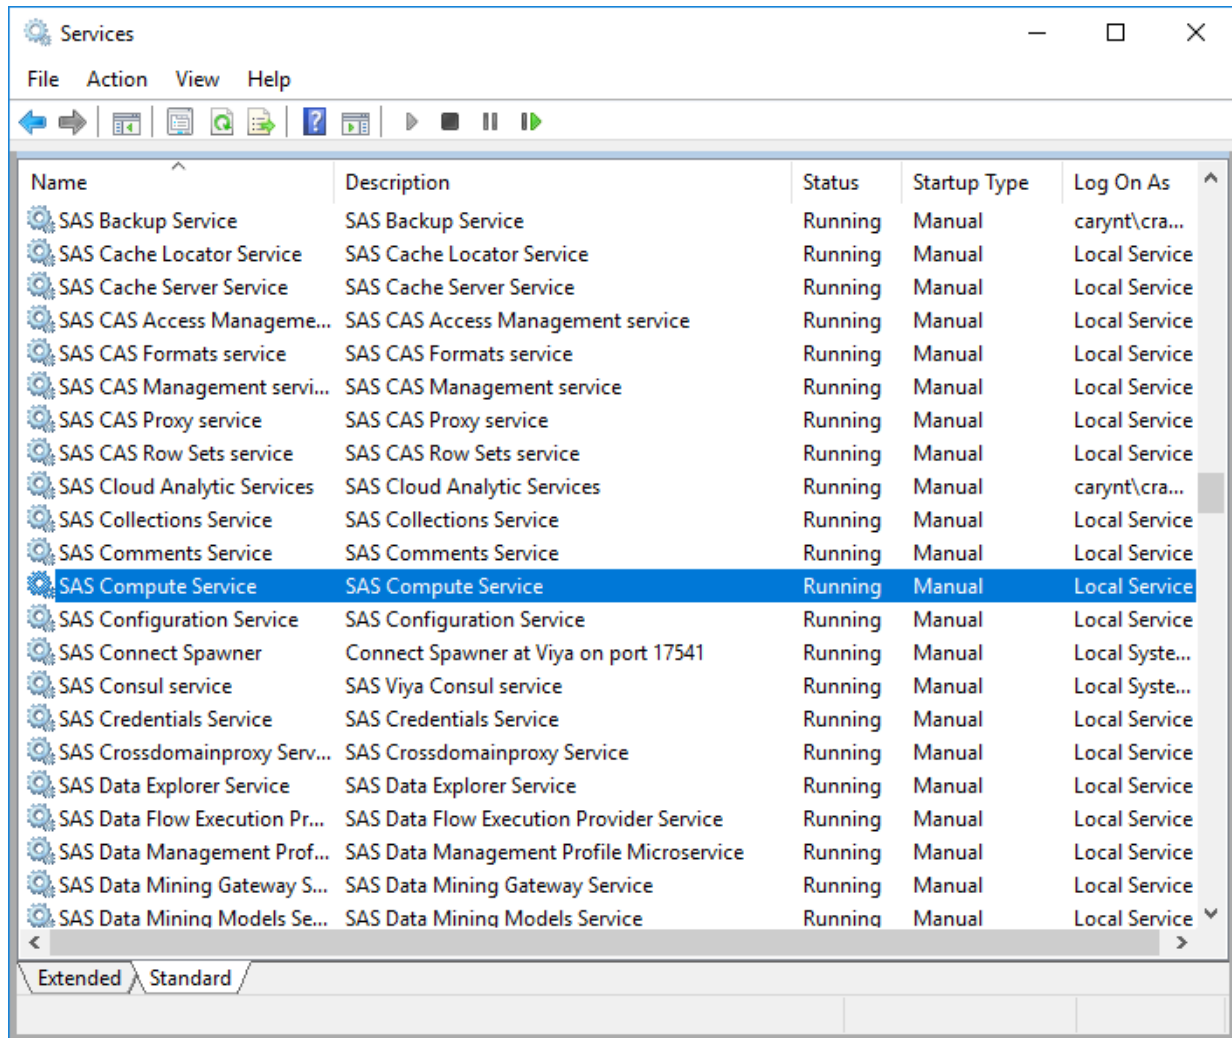 Services
File Action View Help
Name Description Status Startup Type Log On As
SAS Backup Service SAS Backup Service Running Manual carynt\cra...
SAS Cache Locator Service SAS Cache Locator Service Running Manual Local Service
SAS Cache Server Service SAS Cache Server Service Running Manual Local Service
SAS CAS Access Manageme... SAS CAS Access Management service Running Manual Local Service
SAS CAS Formats service SAS CAS Formats service Running Manual Local Service
SAS CAS Management servi... SAS CAS Management service Running Manual Local Service
SAS CAS Proxy service SAS CAS Proxy service Running Manual Local Service
SAS CAS Row Sets service SAS CAS Row Sets service Running Manual Local Service
SAS Cloud Analytic Services SAS Cloud Analytic Services Running Manual carynt\cra...
SAS Collections Service SAS Collections Service Running Manual Local Service
SAS Comments Service SAS Comments Service Running Manual Local Service
SAS Compute Service SAS Compute Service Running Manual Local Service
SAS Configuration Service SAS Configuration Service Running Manual Local Service
SAS Connect Spawner Connect Spawner at Viya on port 17541 Running Manual Local Syste...
SAS Consul service SAS Viya Consul service Running Manual Local Syste...
SAS Credentials Service SAS Credentials Service Running Manual Local Service
SAS Crossdomainproxy Serv... SAS Crossdomainproxy Service Running Manual Local Service
SAS Data Explorer Service SAS Data Explorer Service Running Manual Local Service
SAS Data Flow Execution Pr... SAS Data Flow Execution Provider Service Running Manual Local Service
SAS Data Management Prof... SAS Data Management Profile Microservice Running Manual Local Service
SAS Data Mining Gateway S... SAS Data Mining Gateway Service Running Manual Local Service
SAS Data Mining Models Se... SAS Data Mining Models Service Running Manual Local Service
Extended Standard